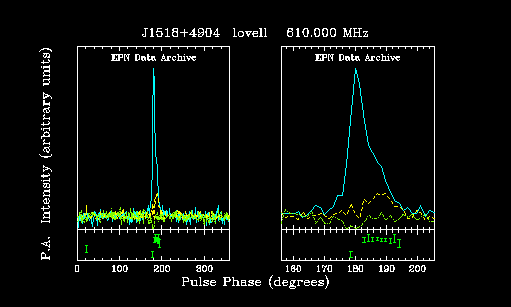 J1518+4904 lovell 610.000 MHz
EPN Data Archive EPN Data Archive
P.A. Intensity (arbitrary units)
0 100 200 300 160 170 180 190 200
Pulse Phase (degrees)